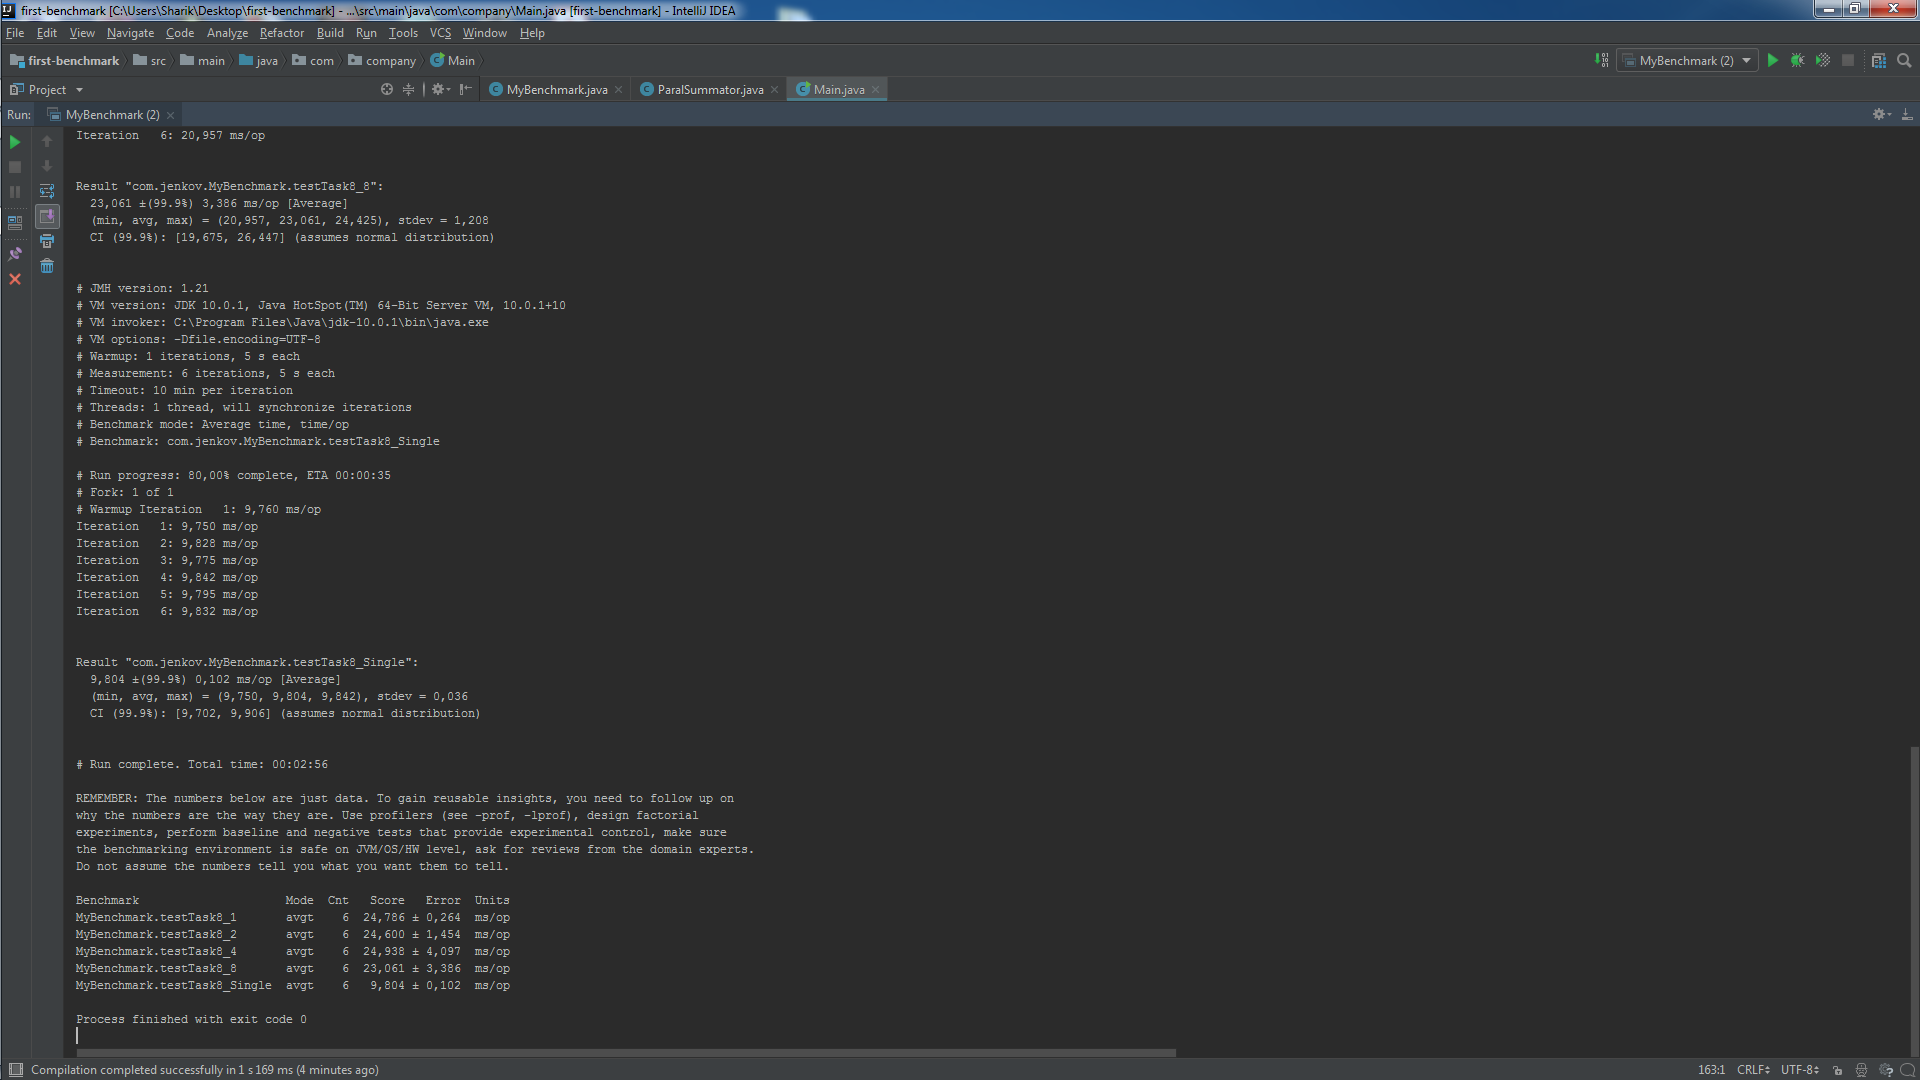 first-benchmark [C:\Users\Sharik\Desktop\first-benchmark] - ...\src\main\java\com\company\Main.java [first-benchmark] - IntelliJ IDEA
File Edit View Navigate Code Analyze Refactor Build Run Tools VCS Window Help
first-benchmark src main java com company Main MyBenchmark (2)
Project MyBenchmark.java ParalSummator.java Main.java
Run: MyBenchmark (2)
Iteration   6: 20,957 ms/op
Result "com.jenkov.MyBenchmark.testTask8_8":
23,061 ±(99.9%) 3,386 ms/op [Average]
(min, avg, max) = (20,957, 23,061, 24,425), stdev = 1,208
CI (99.9%): [19,675, 26,447] (assumes normal distribution)
# JMH version: 1.21
# VM version: JDK 10.0.1, Java HotSpot(TM) 64-Bit Server VM, 10.0.1+10
# VM invoker: C:\Program Files\Java\jdk-10.0.1\bin\java.exe
# VM options: -Dfile.encoding=UTF-8
# Warmup: 1 iterations, 5 s each
# Measurement: 6 iterations, 5 s each
# Timeout: 10 min per iteration
# Threads: 1 thread, will synchronize iterations
# Benchmark mode: Average time, time/op
# Benchmark: com.jenkov.MyBenchmark.testTask8_Single
# Run progress: 80,00% complete, ETA 00:00:35
# Fork: 1 of 1
# Warmup Iteration   1: 9,760 ms/op
Iteration   1: 9,750 ms/op
Iteration   2: 9,828 ms/op
Iteration   3: 9,775 ms/op
Iteration   4: 9,842 ms/op
Iteration   5: 9,795 ms/op
Iteration   6: 9,832 ms/op
Result "com.jenkov.MyBenchmark.testTask8_Single":
9,804 ±(99.9%) 0,102 ms/op [Average]
(min, avg, max) = (9,750, 9,804, 9,842), stdev = 0,036
CI (99.9%): [9,702, 9,906] (assumes normal distribution)
# Run complete. Total time: 00:02:56
REMEMBER: The numbers below are just data. To gain reusable insights, you need to follow up on
why the numbers are the way they are. Use profilers (see -prof, -lprof), design factorial
experiments, perform baseline and negative tests that provide experimental control, make sure
the benchmarking environment is safe on JVM/OS/HW level, ask for reviews from the domain experts.
Do not assume the numbers tell you what you want them to tell.
Benchmark Mode Cnt Score Error Units
MyBenchmark.testTask8_1 avgt 6 24,786 ± 0,264 ms/op
MyBenchmark.testTask8_2 avgt 6 24,600 ± 1,454 ms/op
MyBenchmark.testTask8_4 avgt 6 24,938 ± 4,097 ms/op
MyBenchmark.testTask8_8 avgt 6 23,061 ± 3,386 ms/op
MyBenchmark.testTask8_Single avgt 6 9,804 ± 0,102 ms/op
Process finished with exit code 0
Compilation completed successfully in 1 s 169 ms (4 minutes ago) 163:1 CRLF UTF-8